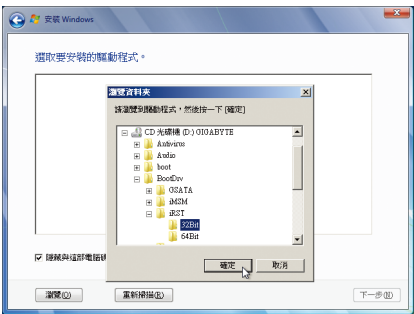 安裝 Windows
選取要安裝的驅動程式。
瀏覽資料夾
請瀏覽到驅動程式，然後按一下 [確定]
CD 光碟機 (D:) GIGABYTE
Antivirus
Audio
boot
BootDrv
GSATA
iMSM
iRST
32Bit
64Bit
隱藏與這部電腦硬
確定
取消
瀏覽(O)
重新掃描(R)
下一步(N)